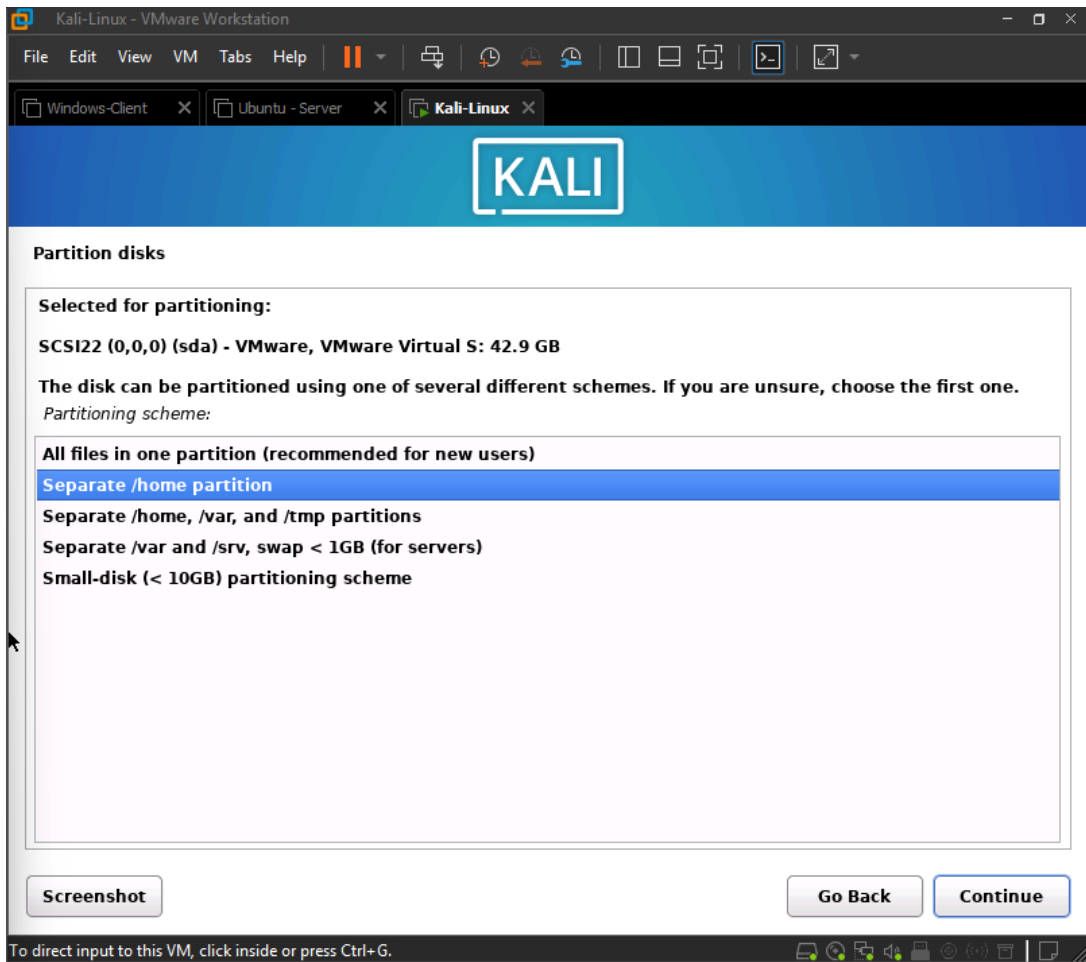 Kali-Linux - VMware Workstation
File Edit View VM Tabs Help
Windows-Client Ubuntu - Server Kali-Linux
KALI
Partition disks
Selected for partitioning:
SCSI22 (0,0,0) (sda) - VMware, VMware Virtual S: 42.9 GB
The disk can be partitioned using one of several different schemes. If you are unsure, choose the first one.
Partitioning scheme:
All files in one partition (recommended for new users)
Separate /home partition
Separate /home, /var, and /tmp partitions
Separate /var and /srv, swap < 1GB (for servers)
Small-disk (< 10GB) partitioning scheme
Screenshot Go Back Continue
To direct input to this VM, click inside or press Ctrl+G.